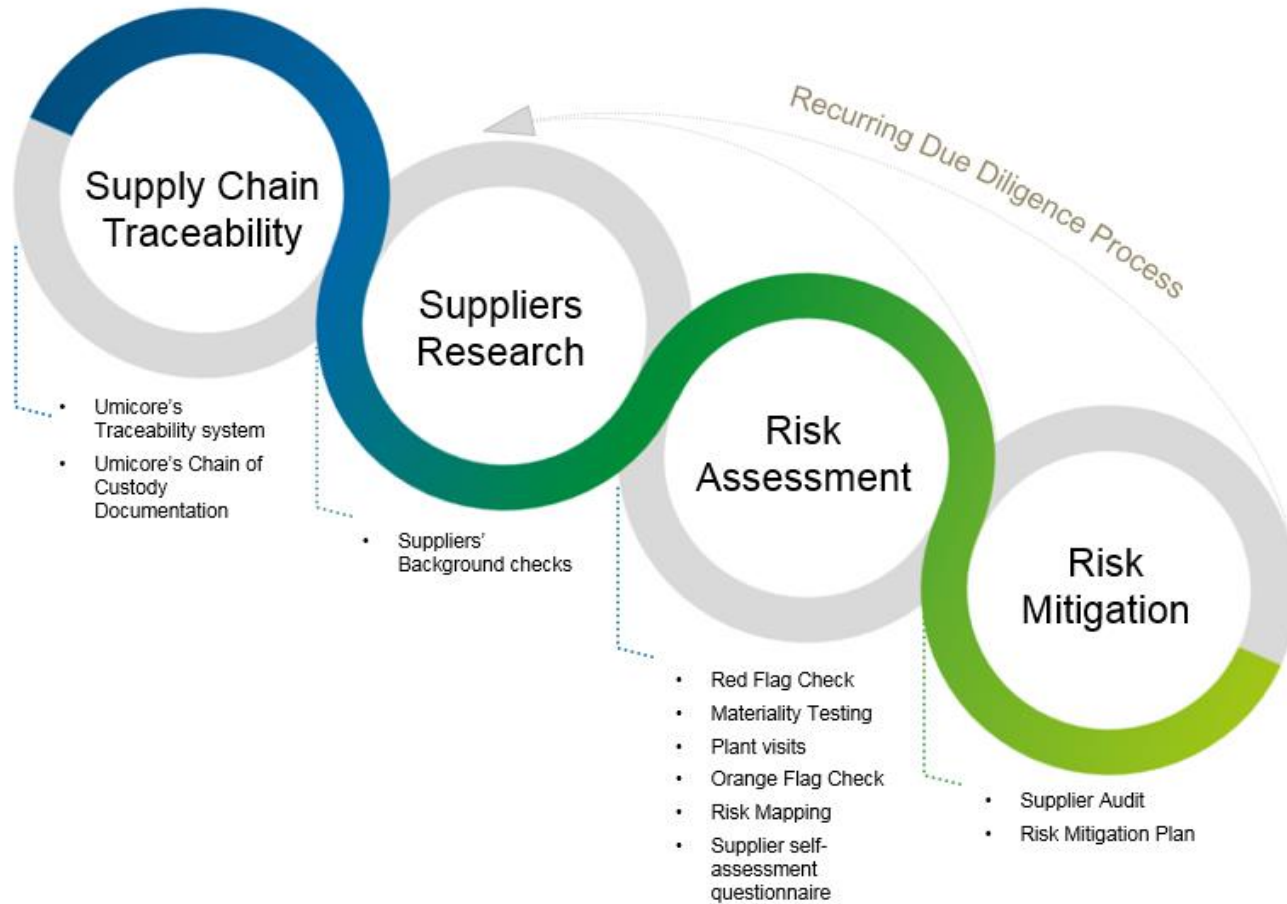 Recurring Due Diligence Process
Supply Chain
Traceability
• Umicore's
Traceability system
• Umicore's Chain of
Custody
Documentation
Suppliers
Research
• Suppliers'
Background checks
Risk
Assessment
• Red Flag Check
• Materiality Testing
• Plant visits
• Orange Flag Check
• Risk Mapping
• Supplier self-
assessment
questionnaire
Risk
Mitigation
• Supplier Audit
• Risk Mitigation Plan